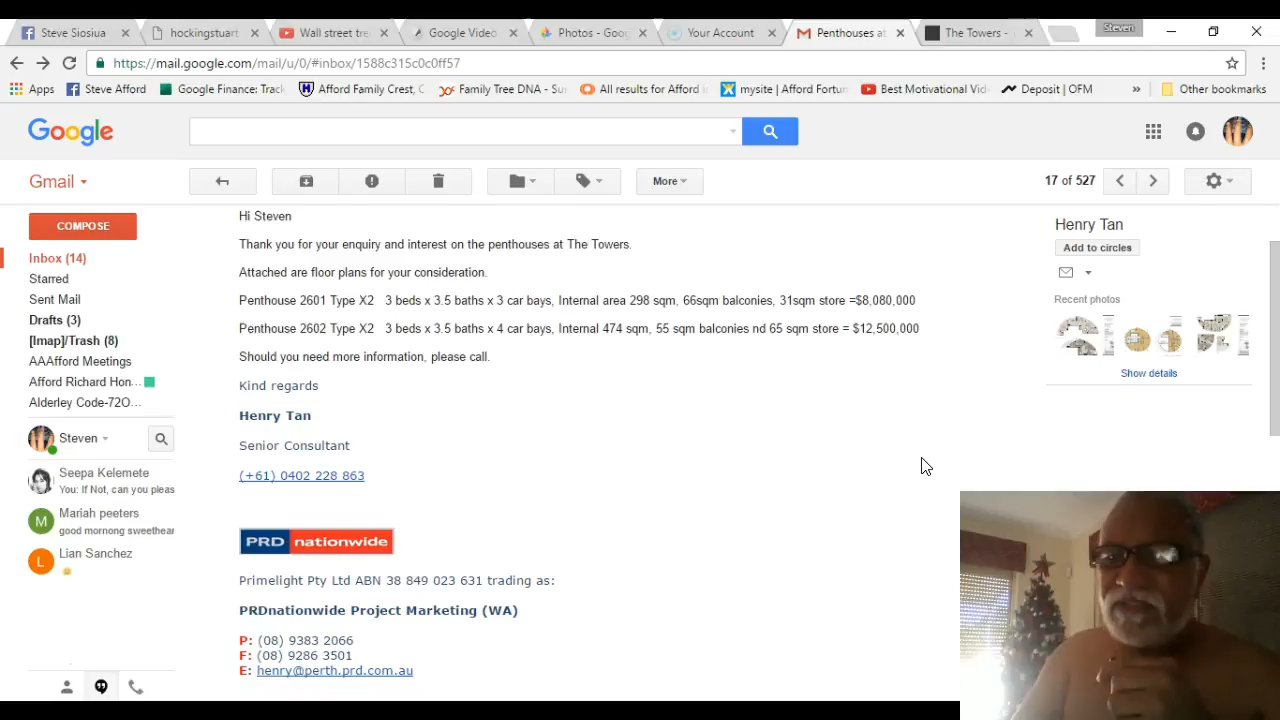 Steve Siosiua
hockingstuart
Wall street tre
Google Video
Photos - Goog
Your Account
Penthouses at
The Towers -
Steven
https://mail.google.com/mail/u/0/#inbox/1588c315c0c0ff57
Apps
Steve Afford
Google Finance: Track
Afford Family Crest, C
Family Tree DNA - Su
All results for Afford i
mysite | Afford Fortun
Best Motivational Vid
Deposit | OFM
»
Other bookmarks
Google
Gmail
More
17 of 527
COMPOSE
Inbox (14)
Starred
Sent Mail
Drafts (3)
[Imap]/Trash (8)
AAAfford Meetings
Afford Richard Hon...
Alderley Code-72O...
Steven
Seepa Kelemete
You: If Not, can you pleas
Mariah peeters
M
good mornong sweethear
Lian Sanchez
L
Hi Steven
Thank you for your enquiry and interest on the penthouses at The Towers.
Attached are floor plans for your consideration.
Penthouse 2601 Type X2 3 beds x 3.5 baths x 3 car bays, Internal area 298 sqm, 66sqm balconies, 31sqm store =$8,080,000
Penthouse 2602 Type X2 3 beds x 3.5 baths x 4 car bays, Internal 474 sqm, 55 sqm balconies nd 65 sqm store = $12,500,000
Should you need more information, please call.
Kind regards
Henry Tan
Senior Consultant
(+61) 0402 228 863
PRD nationwide
Primelight Pty Ltd ABN 38 849 023 631 trading as:
PRDnationwide Project Marketing (WA)
P: (08) 9383 2066
F: (08) 9286 3501
E: henry@perth.prd.com.au
Henry Tan
Add to circles
Recent photos
Show details